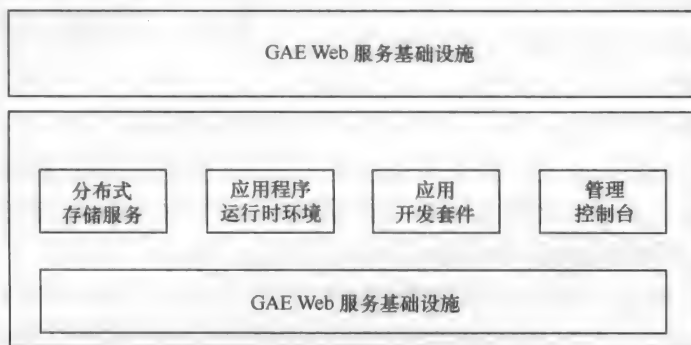 GAE Web 服务基础设施
分布式
存储服务
应用程序
运行时环境
应用
开发套件
管理
控制台
GAE Web 服务基础设施